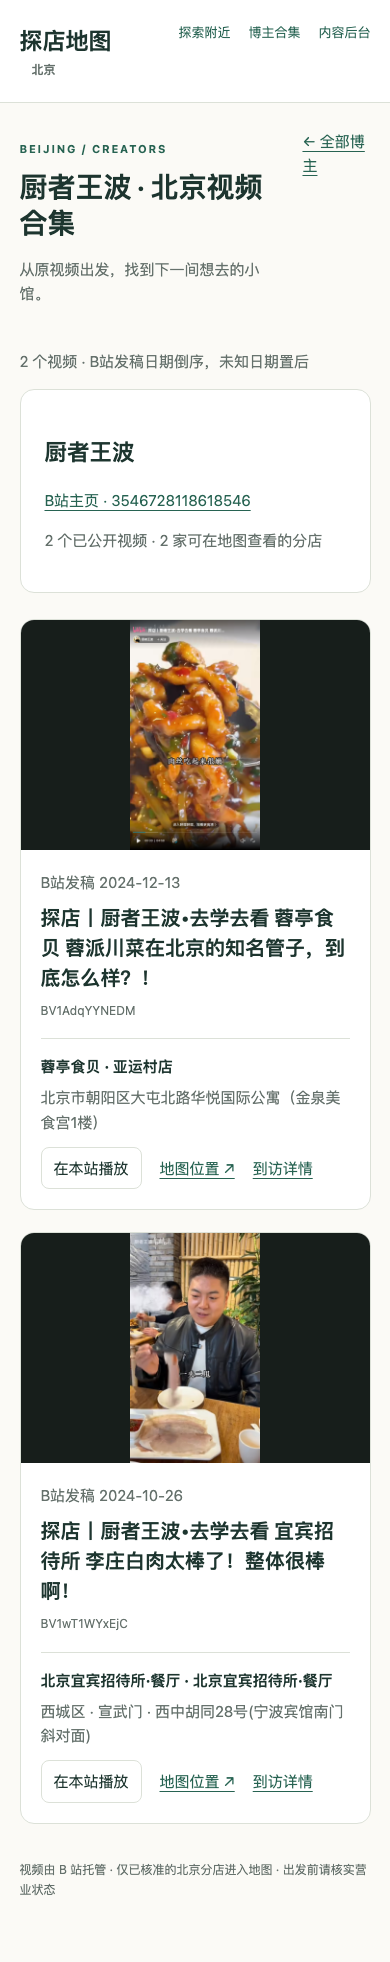 探店地图
北京
探索附近 博主合集 内容后台
BEIJING / CREATORS
← 全部博
主
厨者王波 · 北京视频
合集
从原视频出发，找到下一间想去的小
馆。
2 个视频 · B站发稿日期倒序，未知日期置后
厨者王波
B站主页 · 3546728118618546
2 个已公开视频 · 2 家可在地图查看的分店
B站发稿 2024-12-13
探店丨厨者王波•去学去看 蓉亭食
贝 蓉派川菜在北京的知名管子，到
底怎么样？！
BV1AdqYYNEDM
蓉亭食贝 · 亚运村店
北京市朝阳区大屯北路华悦国际公寓（金泉美
食宫1楼)
在本站播放 地图位置 ↗ 到访详情
B站发稿 2024-10-26
探店丨厨者王波•去学去看 宜宾招
待所 李庄白肉太棒了！整体很棒
啊！
BV1wT1WYxEjC
北京宜宾招待所·餐厅 · 北京宜宾招待所·餐厅
西城区 · 宣武门 · 西中胡同28号(宁波宾馆南门
斜对面)
在本站播放 地图位置 ↗ 到访详情
视频由 B 站托管 · 仅已核准的北京分店进入地图 · 出发前请核实营
业状态